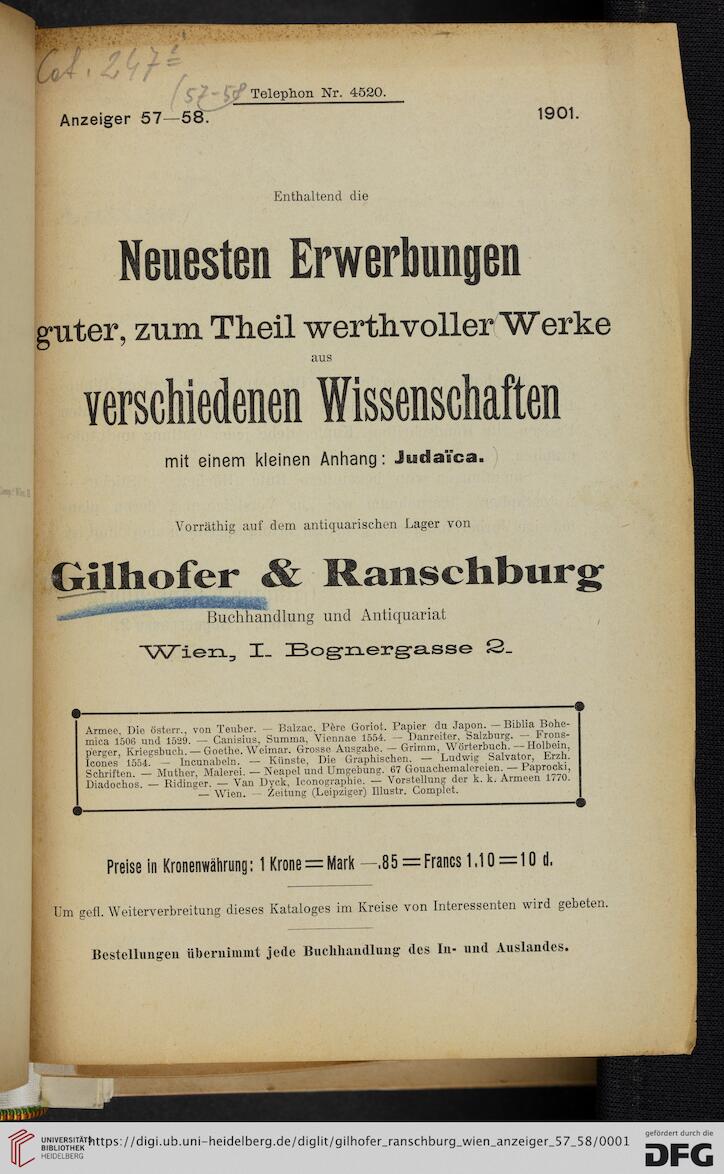 Cat. 247
(57-58
Telephon Nr. 4520.
Anzeiger 57—58.
1901.
Enthaltend die
Neuesten Erwerbungen
guter, zum Theil werthvoller Werke
aus
verschiedenen Wissenschaften
mit einem kleinen Anhang: Judaïca.
Vorräthig auf dem antiquarischen Lager von
Gilhofer & Ranschburg
Buchhandlung und Antiquariat
Wien, I. Bognergasse 2.
Armee, Die österr., von Teuber. — Balzac, Père Goriot. Papier du Japon. — Biblia Bohe-
mica 1506 und 1529. — Canisius, Summa, Viennae 1554. — Danreiter, Salzburg. — Frons-
perger, Kriegsbuch. — Goethe. Weimar. Grosse Ausgabe. — Grimm, Wörterbuch. — Holbein,
Icones 1554. — Incunabeln. — Künste, Die Graphischen. — Ludwig Salvator, Erzh.
Schriften. — Muther, Malerei. — Neapel und Umgebung. 67 Gouachemalereien. — Paprocki,
Diadochos. — Ridinger. — Van Dyck, Iconographie. — Vorstellung der k. k. Armeen 1770.
— Wien. — Zeitung (Leipziger) Illustr. Complet.
Preise in Kronenwährung: 1 Krone = Mark —.85 = Francs 1.10 = 10 d.
Um gefl. Weiterverbreitung dieses Kataloges im Kreise von Interessenten wird gebeten.
Bestellungen übernimmt jede Buchhandlung des In- und Auslandes.
UNIVERSITÄTS
BIBLIOTHEK
HEIDELBERG
https://digi.ub.uni-heidelberg.de/diglit/gilhofer_ranschburg_wien_anzeiger_57_58/0001
gefördert durch die
DFG